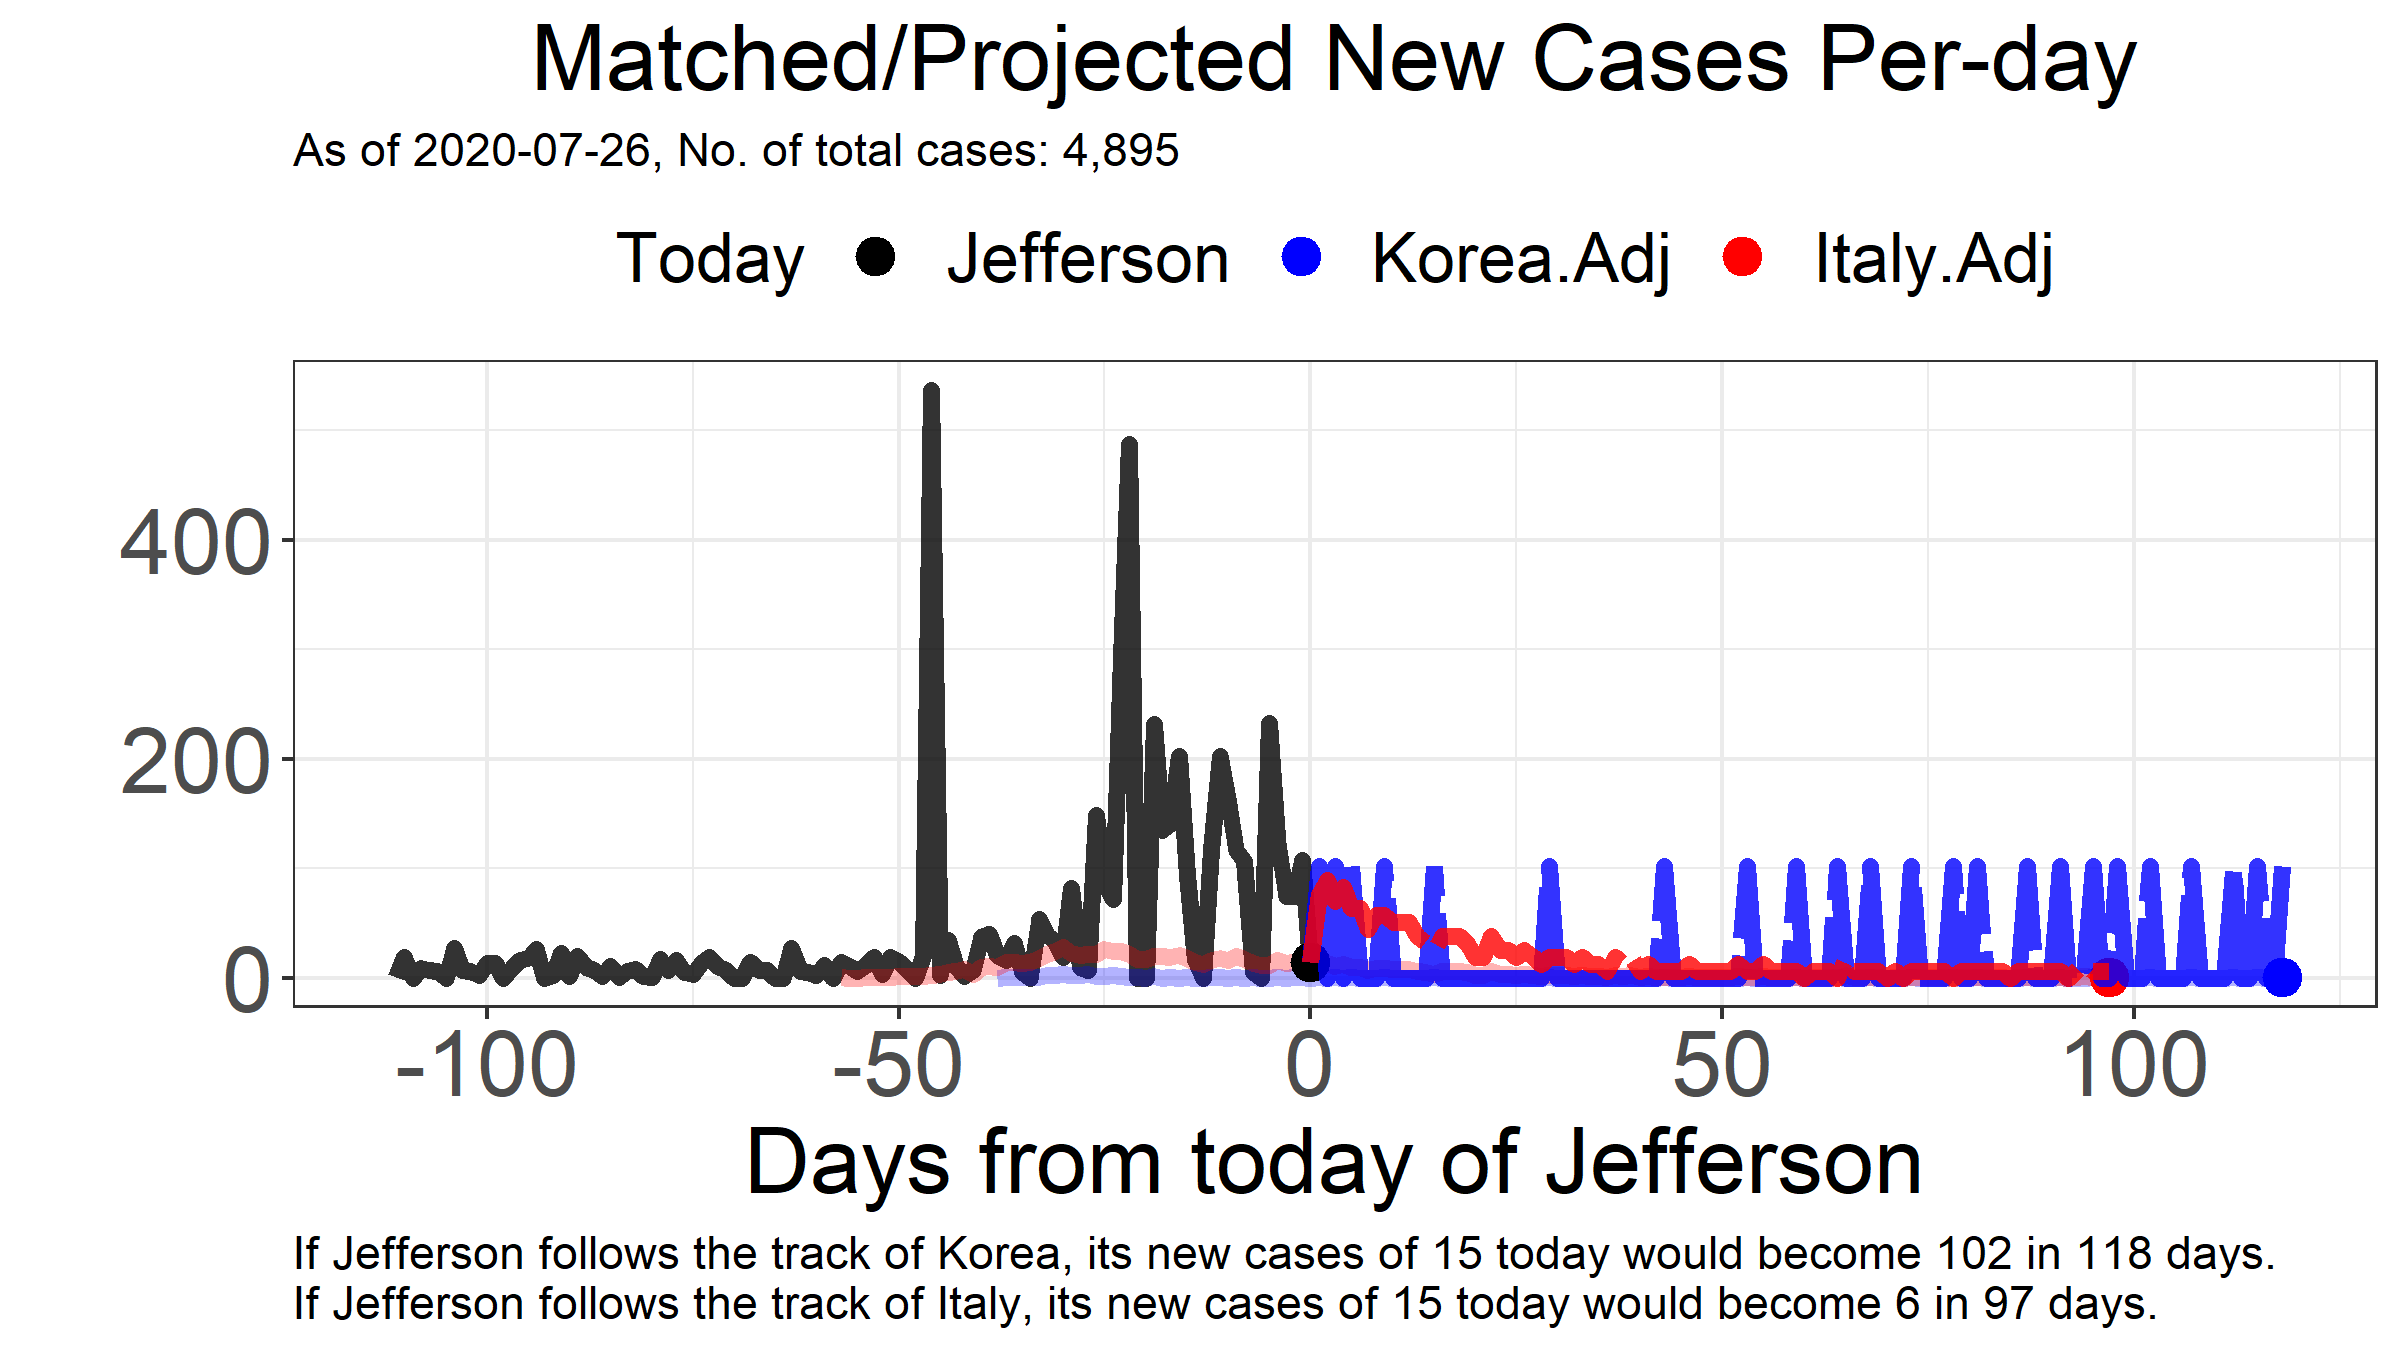 Matched/Projected New Cases Per-day
As of 2020-07-26, No. of total cases: 4,895
Today Jefferson Korea.Adj Italy.Adj
400
200
0
-100 -50 0 50 100
Days from today of Jefferson
If Jefferson follows the track of Korea, its new cases of 15 today would become 102 in 118 days.
If Jefferson follows the track of Italy, its new cases of 15 today would become 6 in 97 days.